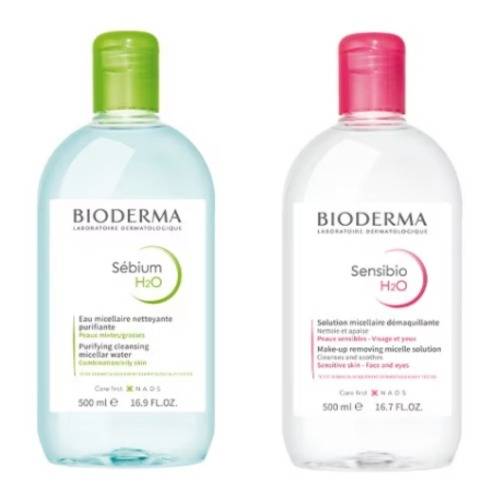 BIODERMA
LABORATOIRE DERMATOLOGIQUE
Sébium
H2O
Eau micellaire nettoyante
purifiante
Peaux mixtes/grasses
Purifying cleansing
micellar water
Combination/oily skin
Care first NAOS
500 ml e 16.9 FL.OZ.
BIODERMA
LABORATOIRE DERMATOLOGIQUE
Sensibio
H2O
Solution micellaire démaquillante
Nettoie et apaise
Peaux sensibles - Visage et yeux
Make-up removing micelle solution
Cleanses and soothes
Sensitive skin - Face and eyes
Care first NAOS
500 ml e 16.7 FL.OZ.